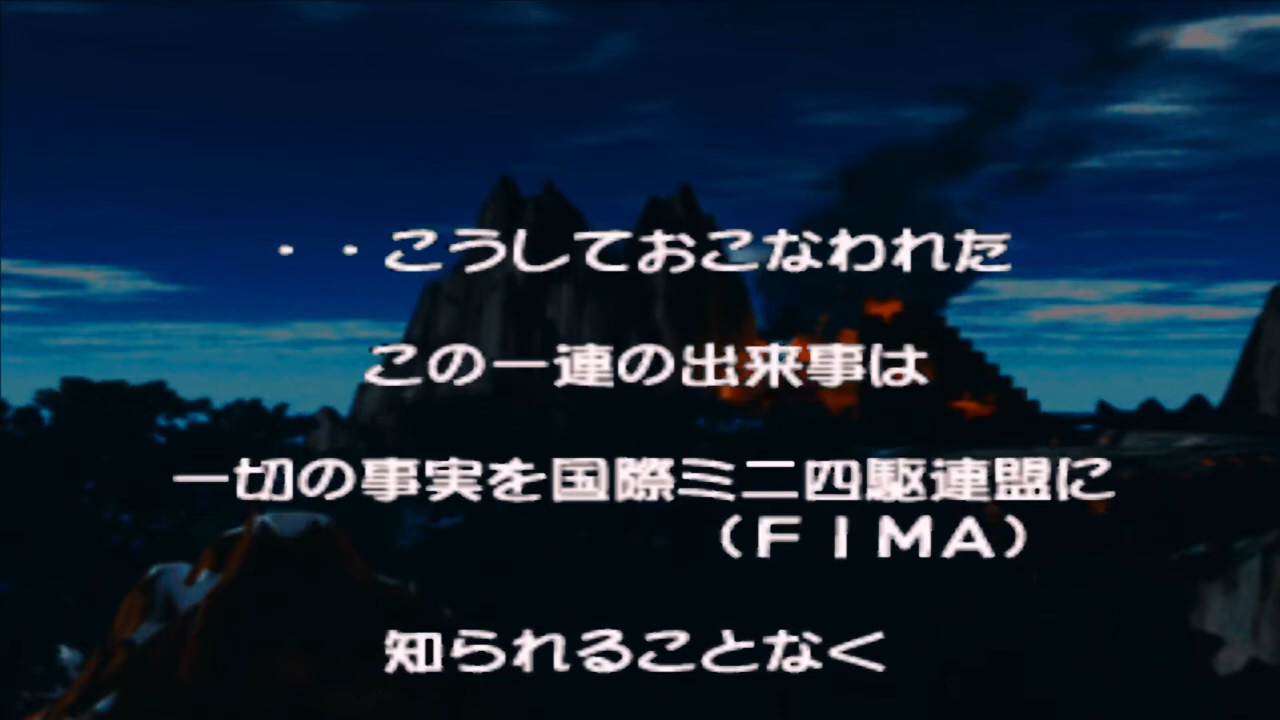 ・・こうしておこなわれた
この一連の出来事は
一切の事実を国際ミニ四駆連盟に
（ＦＩＭＡ）
知られることなく